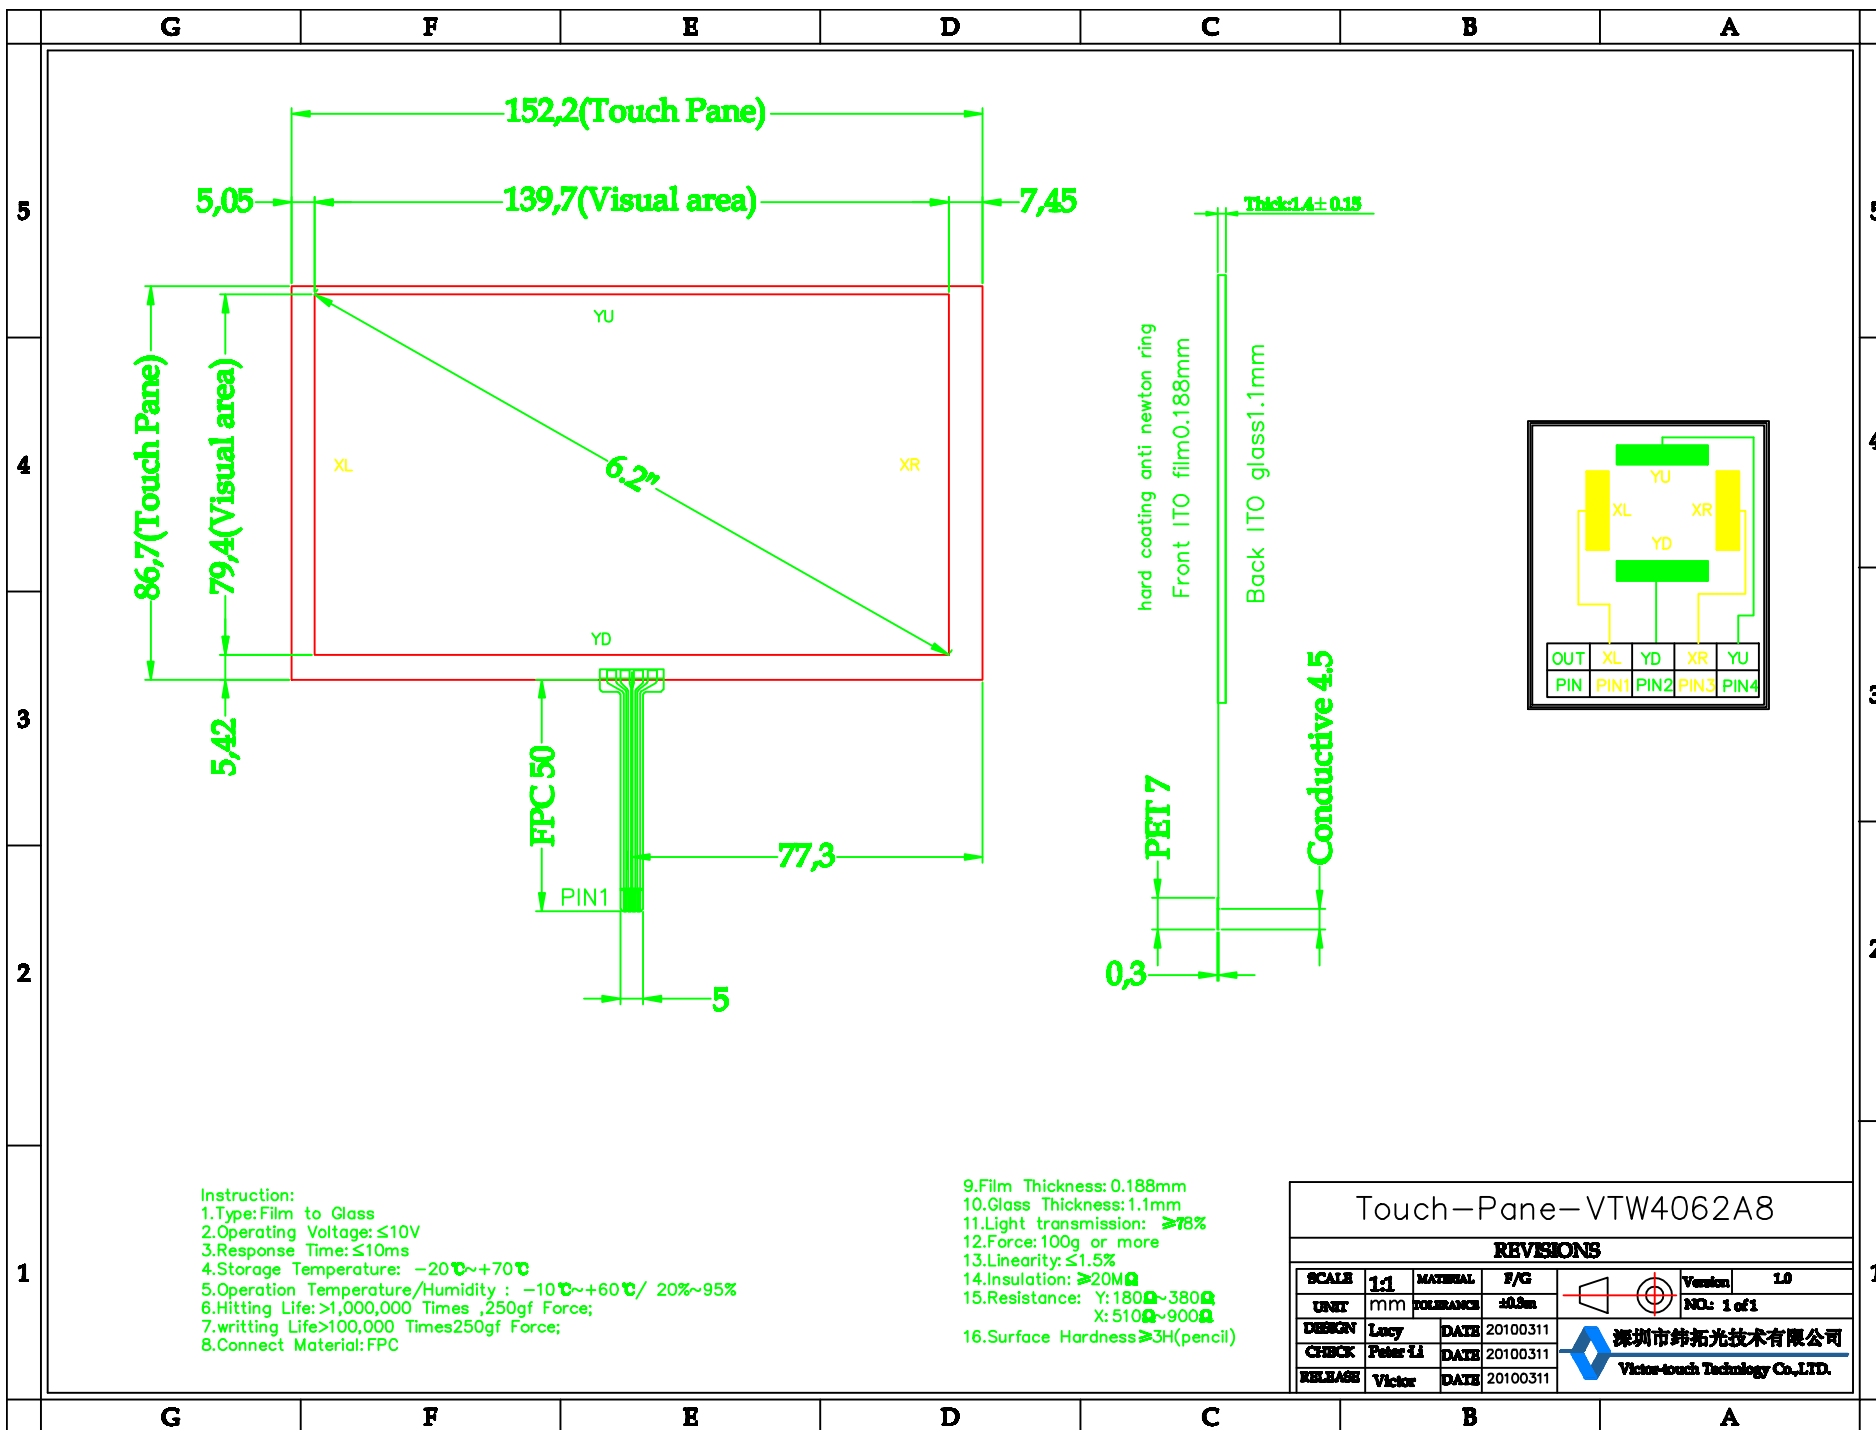 G F E D C B A
152,2(Touch Pane)
5,05 139,7(Visual area) 7,45
Thick:1.4±0.15
5 5
YU
86,7(Touch Pane)
79,4(Visual area)
XL
6.2"
XR
YD
5,42
hard coating anti newton ring
Front ITO film0.188mm
Back ITO glass1.1mm
4 4
YU
XL XR
YD
OUT XL YD XR YU
PIN PIN1 PIN2 PIN3 PIN4
3 3
FPC 50
77,3
PIN1
5
PET 7
Conductive 4.5
0,3
2 2
Instruction:
1.Type:Film to Glass
2.Operating Voltage:≤10V
3.Response Time:≤10ms
4.Storage Temperature: -20℃~+70℃
5.Operation Temperature/Humidity : -10℃~+60℃/ 20%~95%
6.Hitting Life:>1,000,000 Times ,250gf Force;
7.writting Life>100,000 Times250gf Force;
8.Connect Material:FPC
9.Film Thickness:0.188mm
10.Glass Thickness:1.1mm
11.Light transmission: ≥78%
12.Force:100g or more
13.Linearity:≤1.5%
14.Insulation:≥20MΩ
15.Resistance: Y:180Ω~380Ω
X:510Ω~900Ω
16.Surface Hardness≥3H(pencil)
Touch-Pane-VTW4062A8
REVISIONS
SCALE 1:1 MATERIAL F/G Version 1.0
UNIT mm TOLERANCE ±0.3m NO.: 1 of 1
DESIGN Lucy DATE 20100311
CHECK Peter Li DATE 20100311
RELEASE Victor DATE 20100311
深圳市纬拓光技术有限公司
Victor-touch Technlogy Co.,LTD.
1 1
G F E D C B A